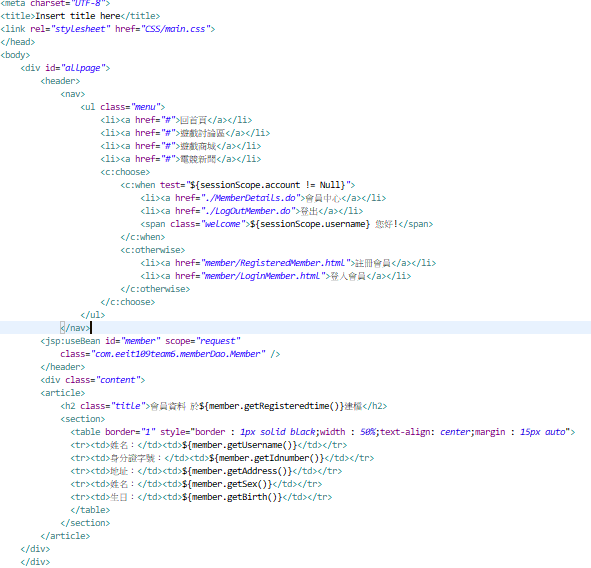 <meta charset="UTF-8">
<title>Insert title here</title>
<link rel="stylesheet" href="CSS/main.css">
</head>
<body>
<div id="allpage">
<header>
<nav>
<ul class="menu">
<li><a href="#">回首頁</a></li>
<li><a href="#">遊戲討論區</a></li>
<li><a href="#">遊戲商城</a></li>
<li><a href="#">電競新聞</a></li>
<c:choose>
<c:when test="${sessionScope.account != Null}">
<li><a href="./MemberDetails.do">會員中心</a></li>
<li><a href="./LogOutMember.do">登出</a></li>
<span class="welcome">${sessionScope.username} 您好!</span>
</c:when>
<c:otherwise>
<li><a href="member/RegisteredMember.html">註冊會員</a></li>
<li><a href="member/LoginMember.html">登入會員</a></li>
</c:otherwise>
</c:choose>
</ul>
</nav>
<jsp:useBean id="member" scope="request"
class="com.eeit109team6.memberDao.Member" />
</header>
<div class="content">
<article>
<h2 class="title">會員資料 於${member.getRegisteredtime()}建檔</h2>
<section>
<table border="1" style="border : 1px solid black;width : 50%;text-align: center;margin : 15px auto">
<tr><td>姓名：</td><td>${member.getUsername()}</td></tr>
<tr><td>身分證字號：</td><td>${member.getIdnumber()}</td></tr>
<tr><td>地址：</td><td>${member.getAddress()}</td></tr>
<tr><td>姓名：</td><td>${member.getSex()}</td></tr>
<tr><td>生日：</td><td>${member.getBirth()}</td></tr>
</table>
</section>
</article>
</div>
</div>